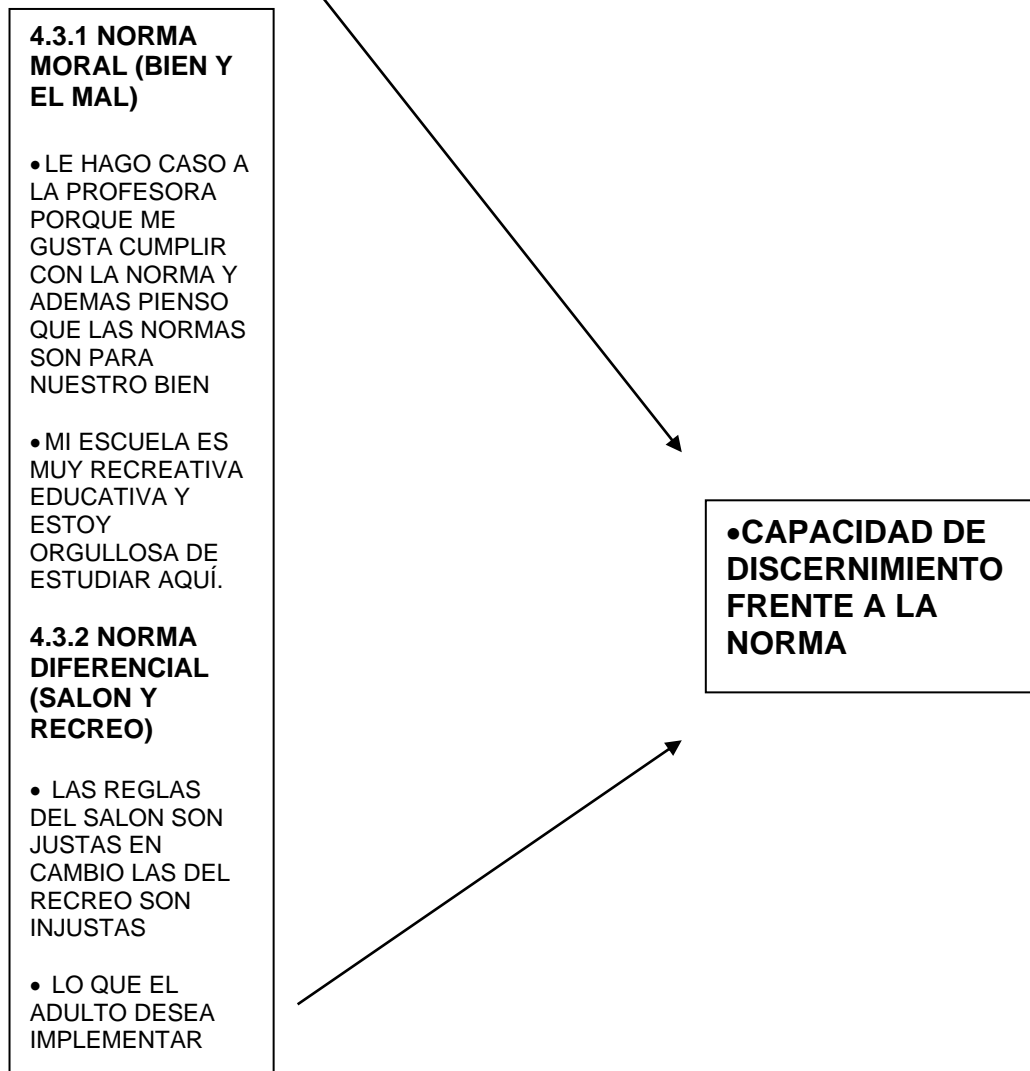 4.3.1 NORMA
MORAL (BIEN Y
EL MAL)
•LE HAGO CASO A
LA PROFESORA
PORQUE ME
GUSTA CUMPLIR
CON LA NORMA Y
ADEMAS PIENSO
QUE LAS NORMAS
SON PARA
NUESTRO BIEN
•MI ESCUELA ES
MUY RECREATIVA
EDUCATIVA Y
ESTOY
ORGULLOSA DE
ESTUDIAR AQUÍ.
4.3.2 NORMA
DIFERENCIAL
(SALON Y
RECREO)
• LAS REGLAS
DEL SALON SON
JUSTAS EN
CAMBIO LAS DEL
RECREO SON
INJUSTAS
• LO QUE EL
ADULTO DESEA
IMPLEMENTAR
•CAPACIDAD DE
DISCERNIMIENTO
FRENTE A LA
NORMA